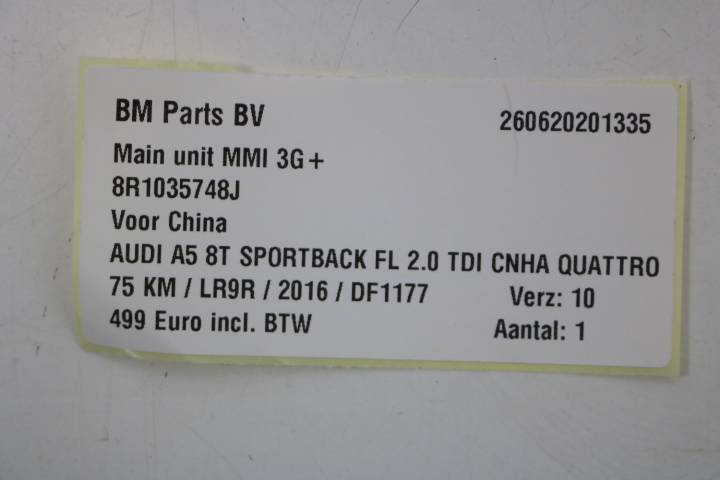 BM Parts BV 260620201335
Main unit MMI 3G+
8R1035748J
Voor China
AUDI A5 8T SPORTBACK FL 2.0 TDI CNHA QUATTRO
75 KM / LR9R / 2016 / DF1177 Verz: 10
499 Euro incl. BTW Aantal: 1